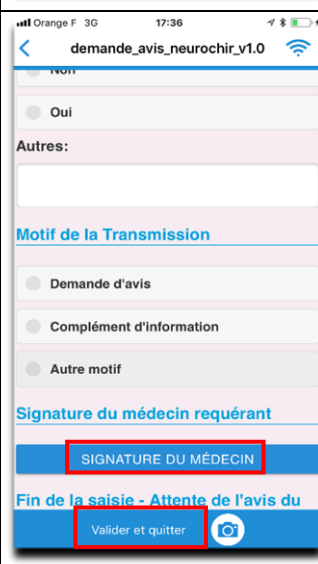 Orange F 3G 17:36
demande_avis_neurochir_v1.0
Non
Oui
Autres:
Motif de la Transmission
Demande d'avis
Complément d'information
Autre motif
Signature du médecin requérant
SIGNATURE DU MÉDECIN
Fin de la saisie - Attente de l'avis du
Valider et quitter